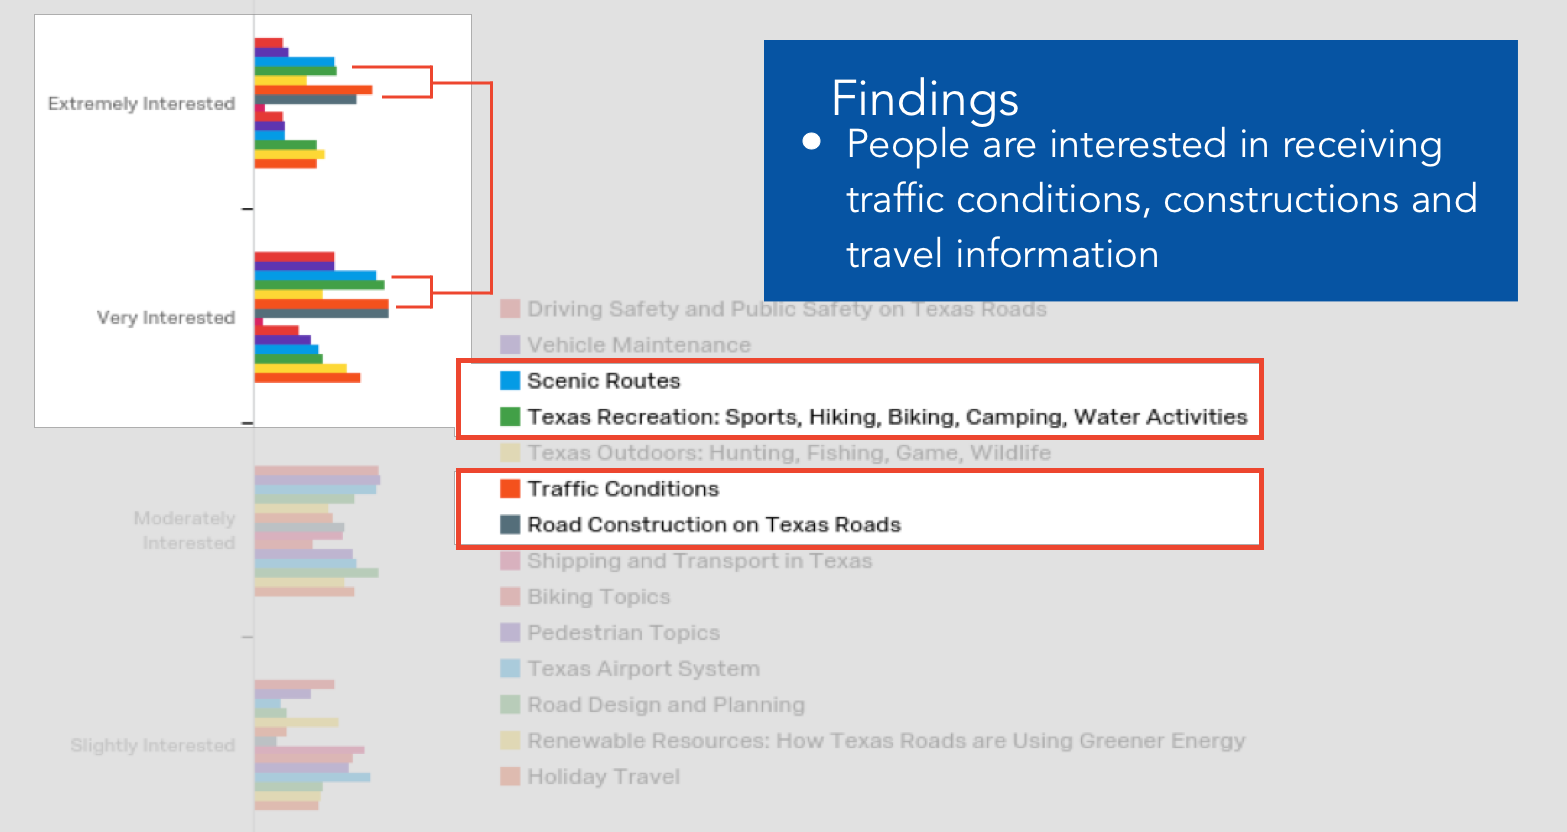 Extremely Interested
Very Interested
Moderately
Interested
Slightly Interested
Findings
• People are interested in receiving
traffic conditions, constructions and
travel information
Driving Safety and Public Safety on Texas Roads
Vehicle Maintenance
Scenic Routes
Texas Recreation: Sports, Hiking, Biking, Camping, Water Activities
Texas Outdoors: Hunting, Fishing, Game, Wildlife
Traffic Conditions
Road Construction on Texas Roads
Shipping and Transport in Texas
Biking Topics
Pedestrian Topics
Texas Airport System
Road Design and Planning
Renewable Resources: How Texas Roads are Using Greener Energy
Holiday Travel